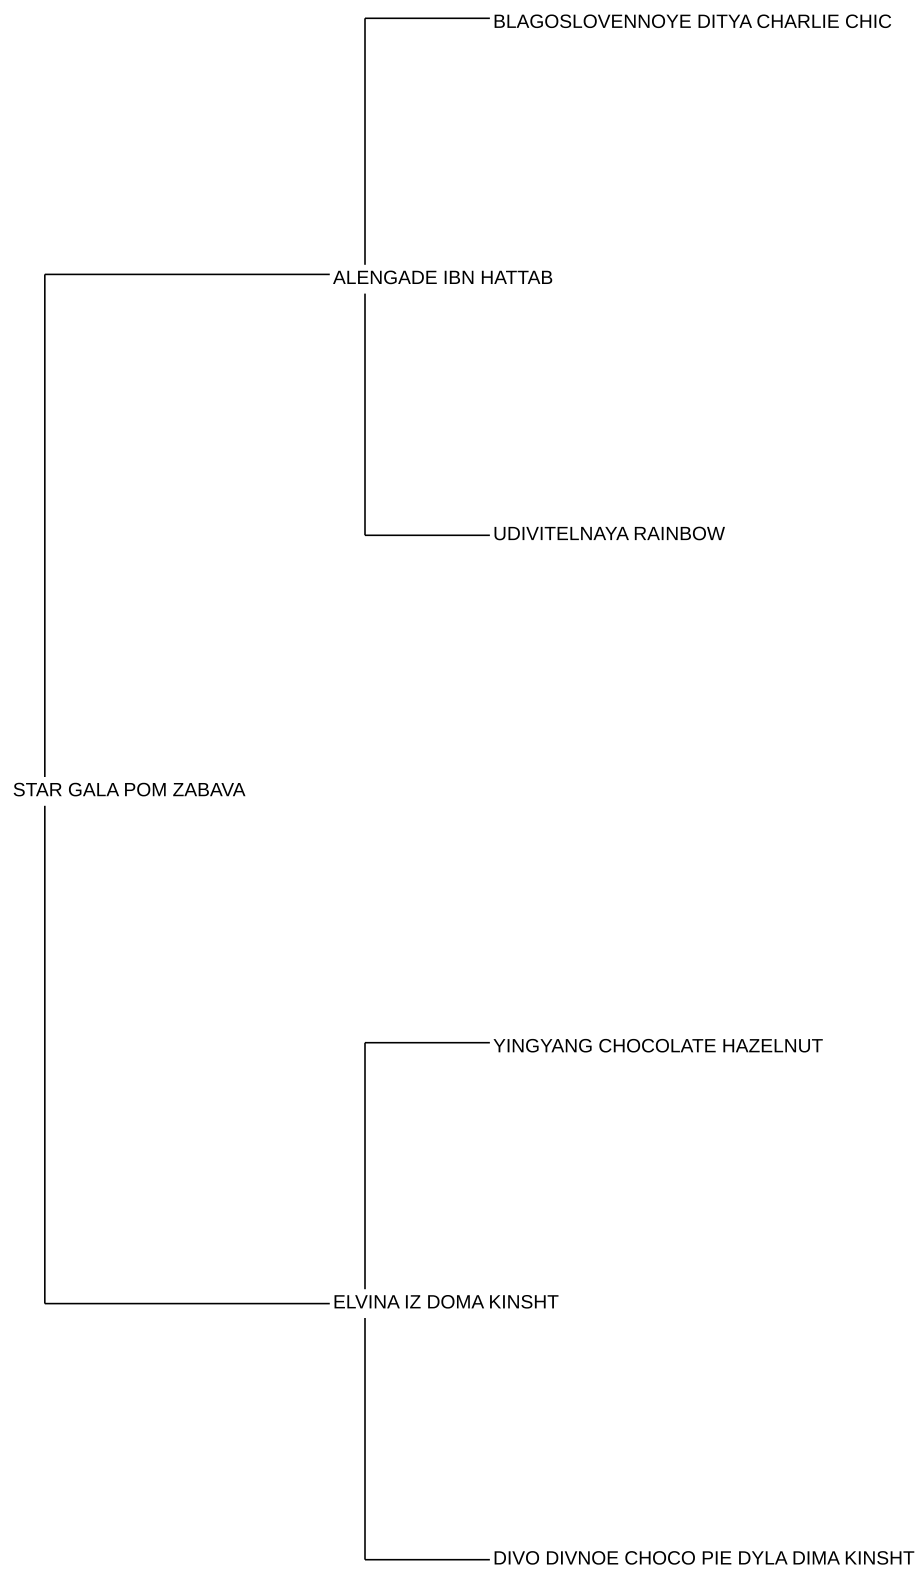 BLAGOSLOVENNOYE DITYA CHARLIE CHIC
ALENGADE IBN HATTAB
UDIVITELNAYA RAINBOW
STAR GALA POM ZABAVA
YINGYANG CHOCOLATE HAZELNUT
ELVINA IZ DOMA KINSHT
DIVO DIVNOE CHOCO PIE DYLA DIMA KINSHT